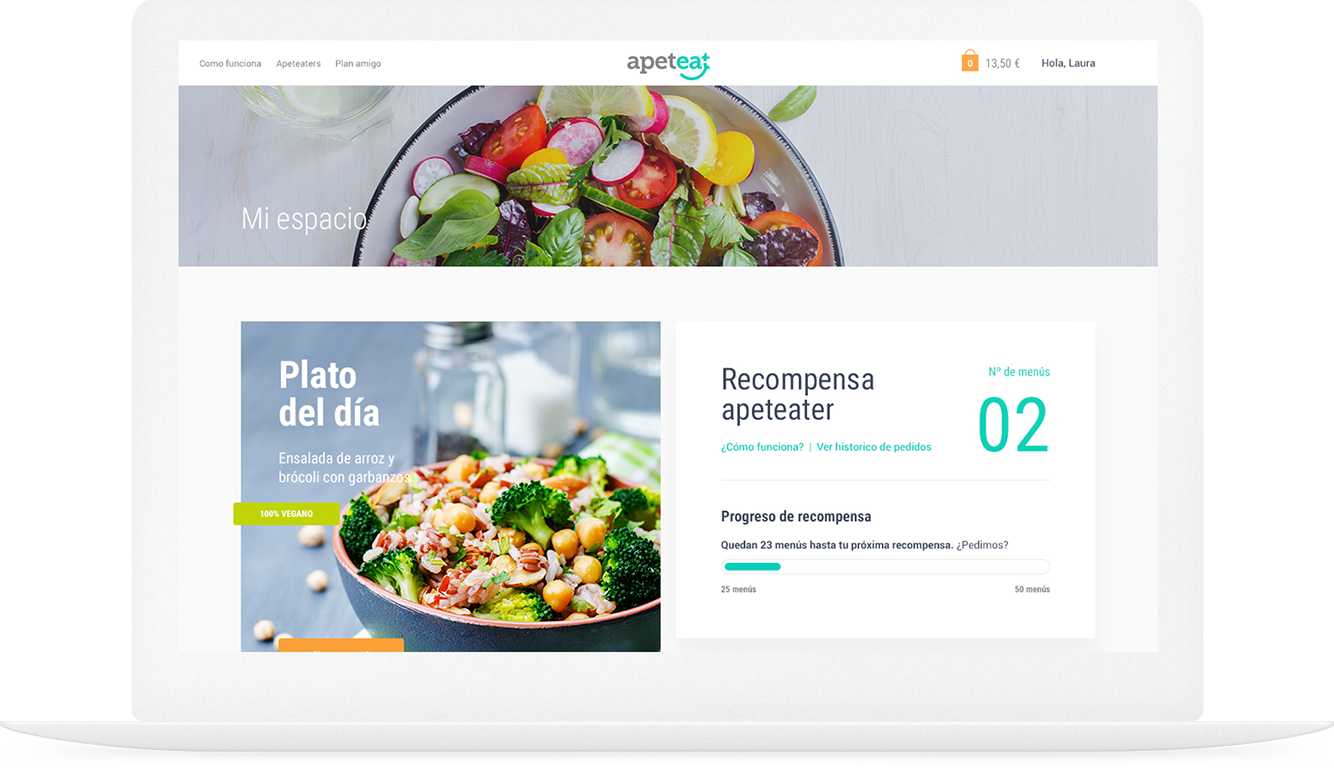 Como funciona Apeteaters Plan amigo
apeteat
0 13,50 € Hola, Laura
Mi espacio
Plato
del día
Ensalada de arroz y
brócoli con garbanzos.
100% VEGANO
Recompensa
apeteater
¿Cómo funciona? | Ver historico de pedidos
Nº de menús
02
Progreso de recompensa
Quedan 23 menús hasta tu próxima recompensa. ¿Pedimos?
25 menús 50 menús